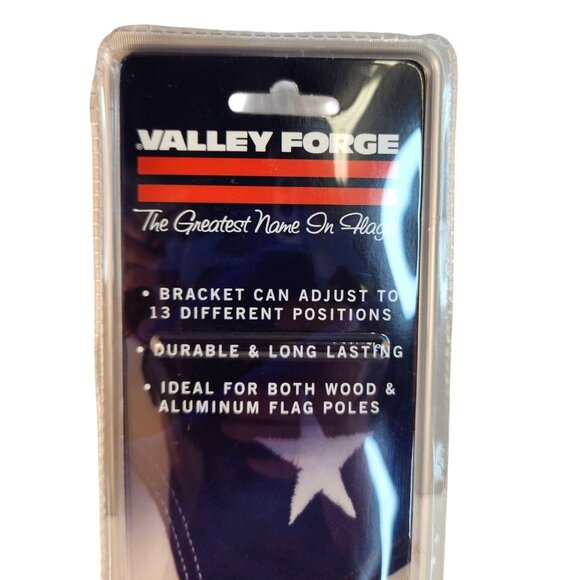 ®VALLEY FORGE
The Greatest Name In Flags
• BRACKET CAN ADJUST TO
13 DIFFERENT POSITIONS
• DURABLE & LONG LASTING
• IDEAL FOR BOTH WOOD &
ALUMINUM FLAG POLES